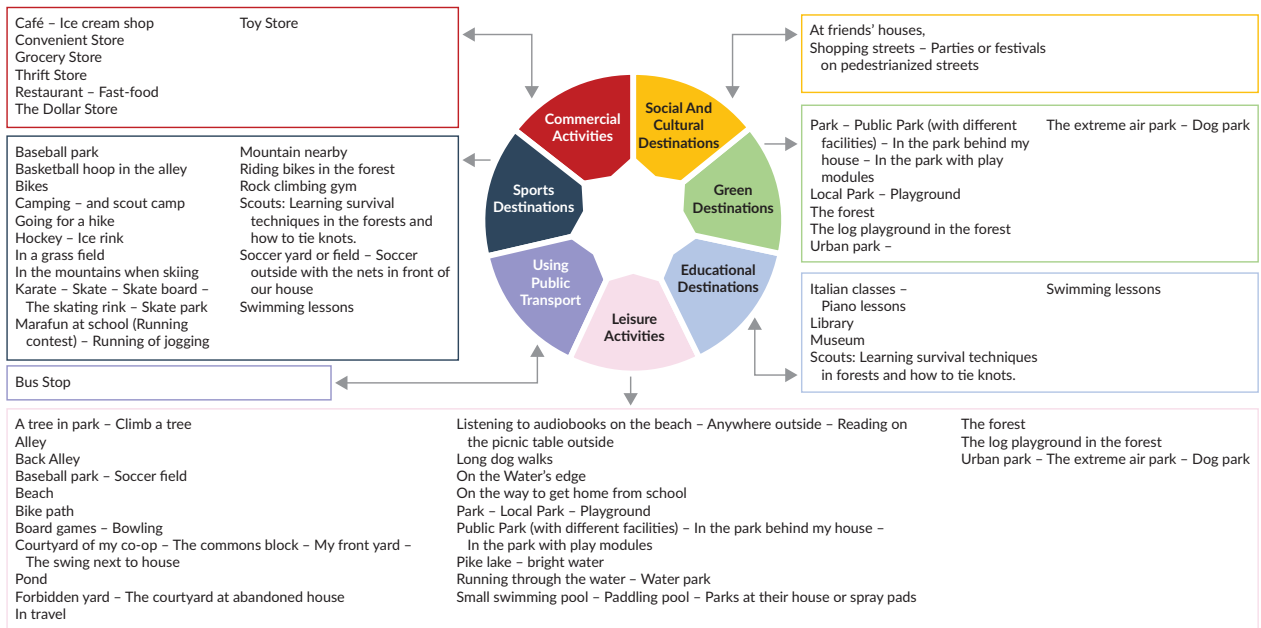 Café – Ice cream shop
Convenient Store
Grocery Store
Thrift Store
Restaurant – Fast-food
The Dollar Store
Toy Store
At friends' houses,
Shopping streets – Parties or festivals
on pedestrianized streets
Commercial
Activities
Social And
Cultural
Destinations
Sports
Destinations
Green
Destinations
Using
Public
Transport
Educational
Destinations
Leisure
Activities
Baseball park
Basketball hoop in the alley
Bikes
Camping – and scout camp
Going for a hike
Hockey – Ice rink
In a grass field
In the mountains when skiing
Karate – Skate – Skate board –
The skating rink – Skate park
Marafun at school (Running
contest) – Running of jogging
Mountain nearby
Riding bikes in the forest
Rock climbing gym
Scouts: Learning survival
techniques in the forests and
how to tie knots.
Soccer yard or field – Soccer
outside with the nets in front of
our house
Swimming lessons
Park – Public Park (with different
facilities) – In the park behind my
house – In the park with play
modules
Local Park – Playground
The forest
The log playground in the forest
Urban park –
The extreme air park – Dog park
Italian classes –
Piano lessons
Library
Museum
Scouts: Learning survival techniques
in forests and how to tie knots.
Swimming lessons
Bus Stop
A tree in park – Climb a tree
Alley
Back Alley
Baseball park – Soccer field
Beach
Bike path
Board games – Bowling
Courtyard of my co-op – The commons block – My front yard –
The swing next to house
Pond
Forbidden yard – The courtyard at abandoned house
In travel
Listening to audiobooks on the beach – Anywhere outside – Reading on
the picnic table outside
Long dog walks
On the Water's edge
On the way to get home from school
Park – Local Park – Playground
Public Park (with different facilities) – In the park behind my house –
In the park with play modules
Pike lake – bright water
Running through the water – Water park
Small swimming pool – Paddling pool – Parks at their house or spray pads
The forest
The log playground in the forest
Urban park – The extreme air park – Dog park